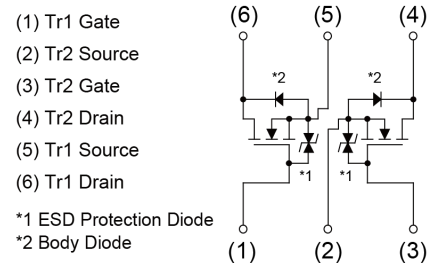 (1) Tr1 Gate
(2) Tr2 Source
(3) Tr2 Gate
(4) Tr2 Drain
(5) Tr1 Source
(6) Tr1 Drain
*1 ESD Protection Diode
*2 Body Diode
(6) (5) (4)
*2 *2
*1 *1
(1) (2) (3)